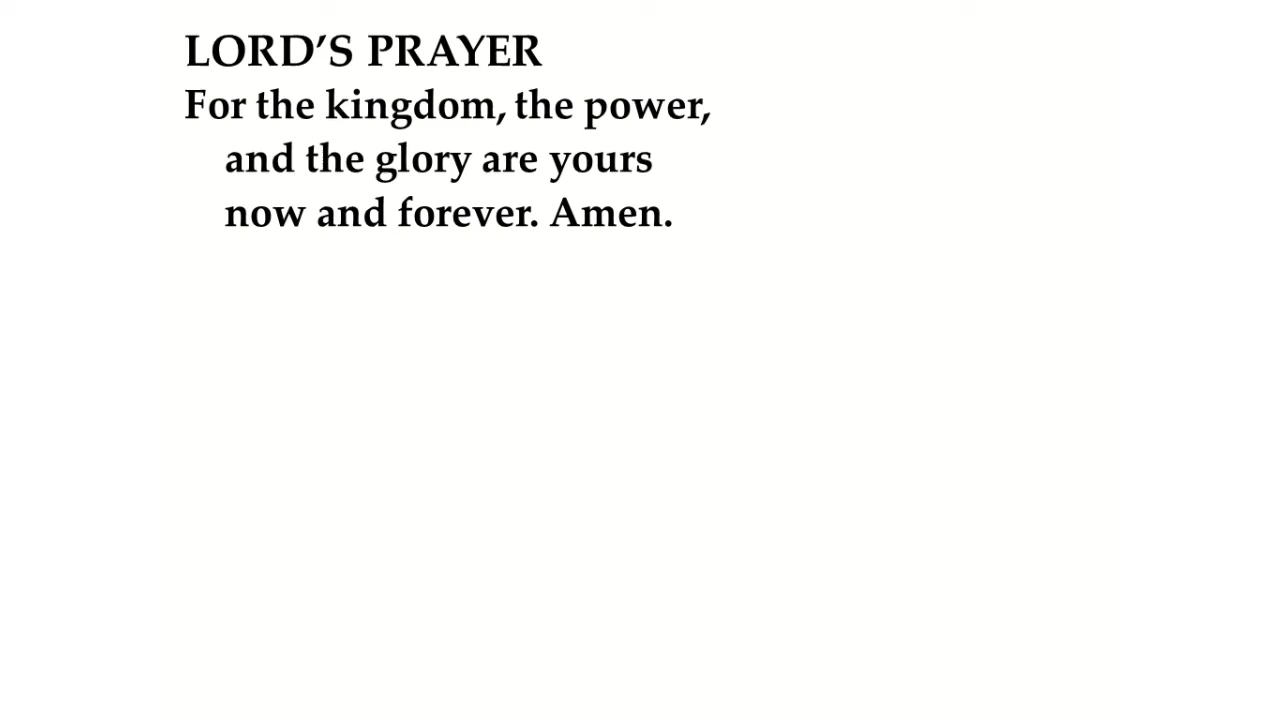 LORD’S PRAYER
For the kingdom, the power,
and the glory are yours
now and forever. Amen.